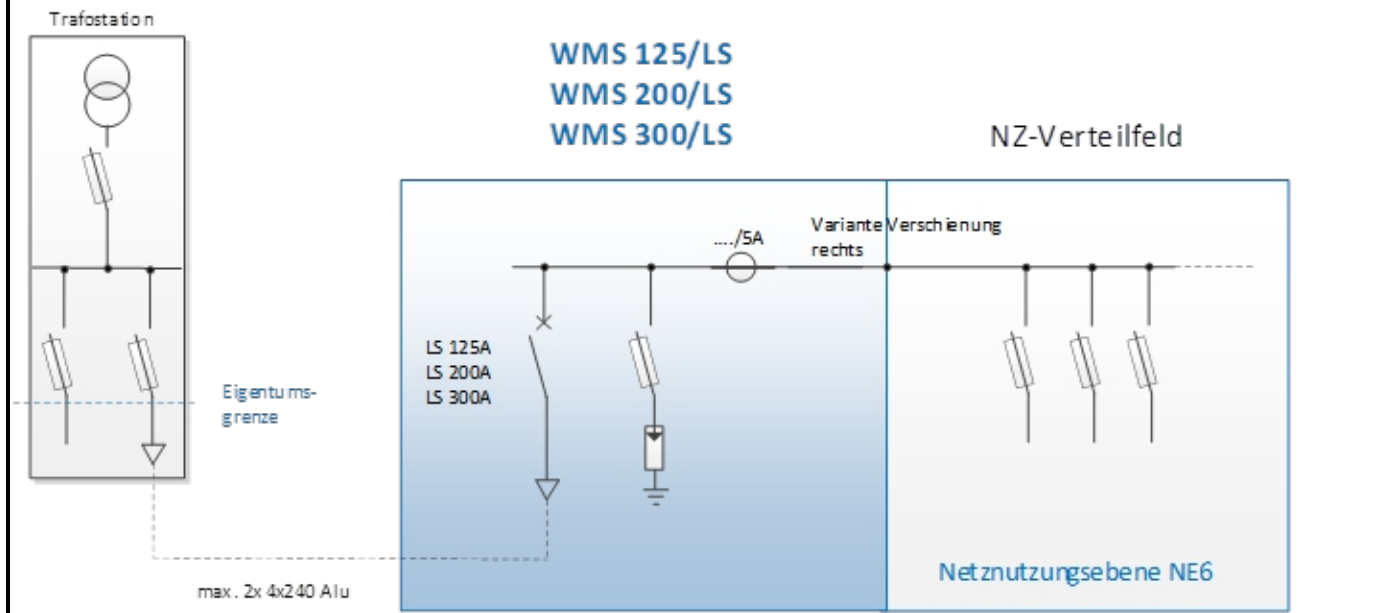 Trafostation
WMS 125/LS
WMS 200/LS
WMS 300/LS
NZ-Verteilfeld
Variante Verschienung
rechts
..../5A
LS 125A
LS 200A
LS 300A
Eigentums-
grenze
Netznutzungsebene NE6
max. 2x 4x240 Alu